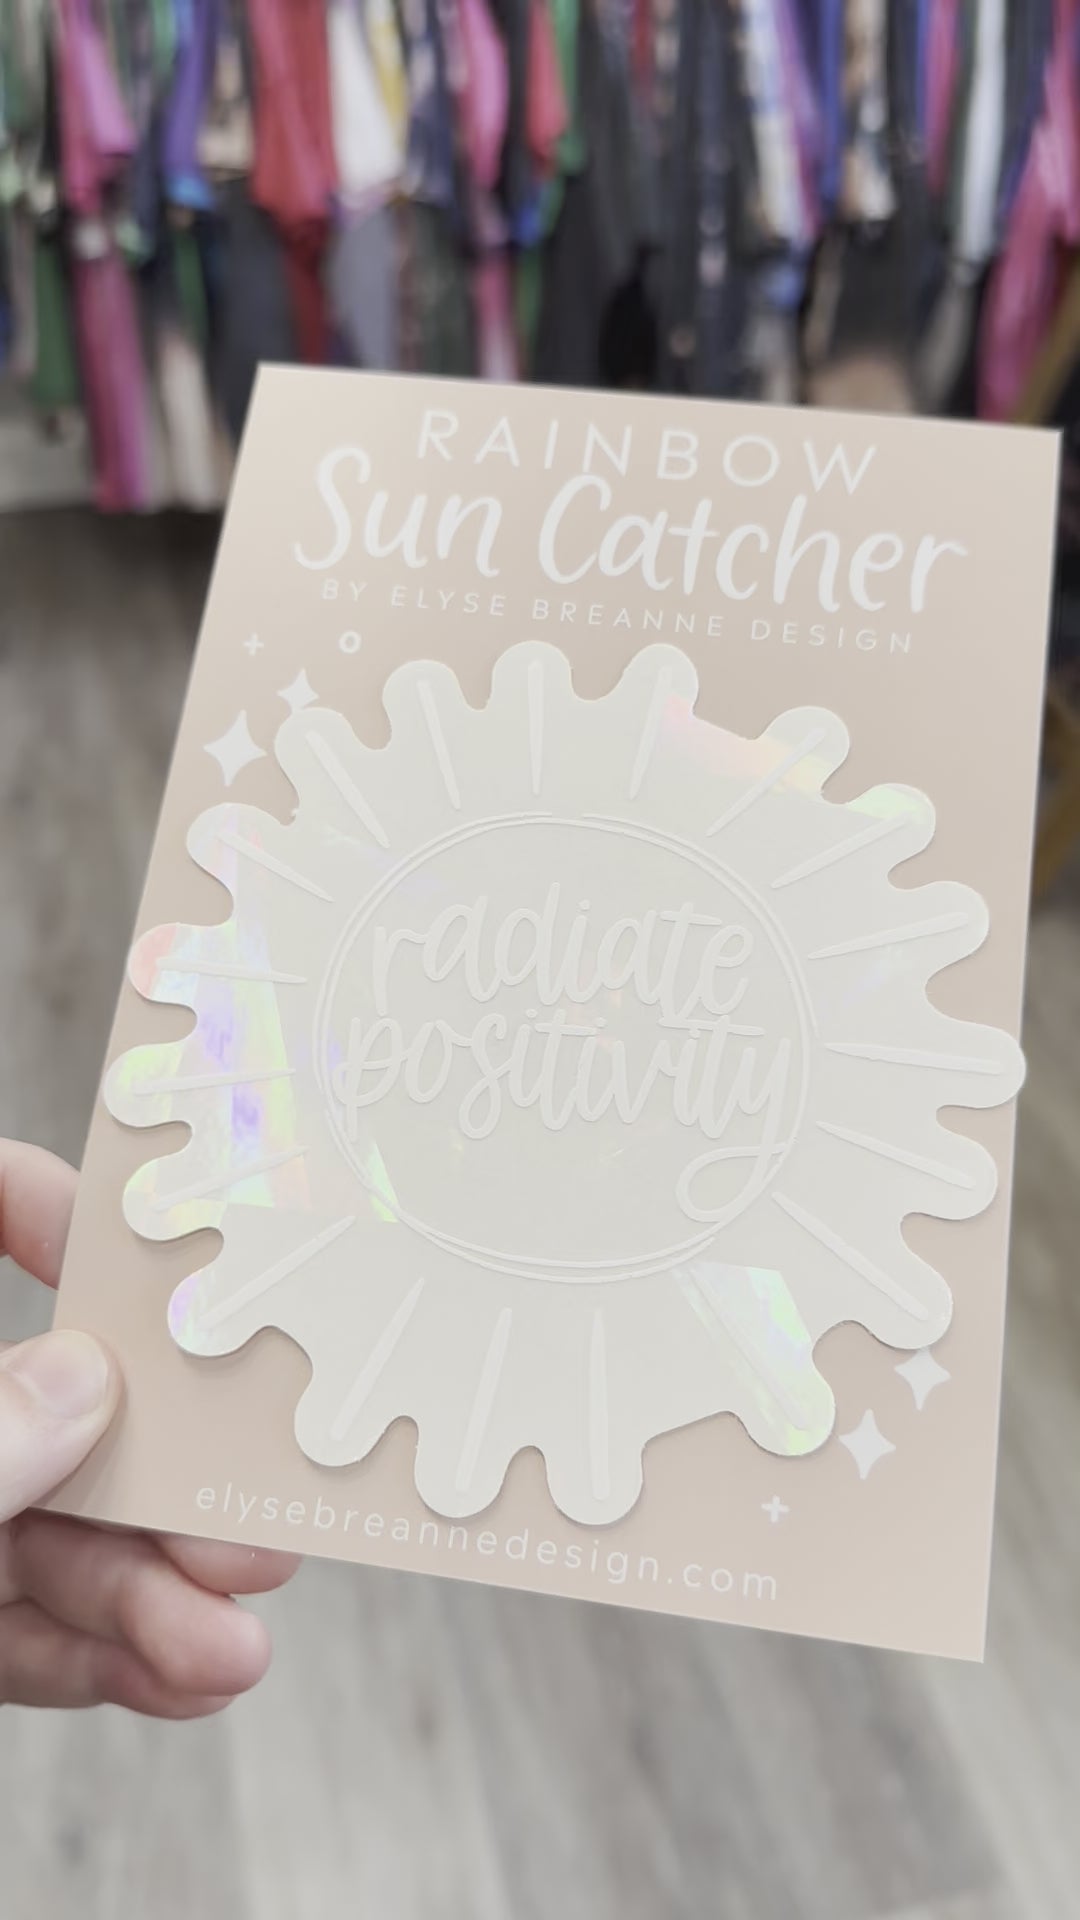 RAINBOW
Sun Catcher
BY ELYSE BREANNE DESIGN
radiate
positivity
elysebreannedesign.com